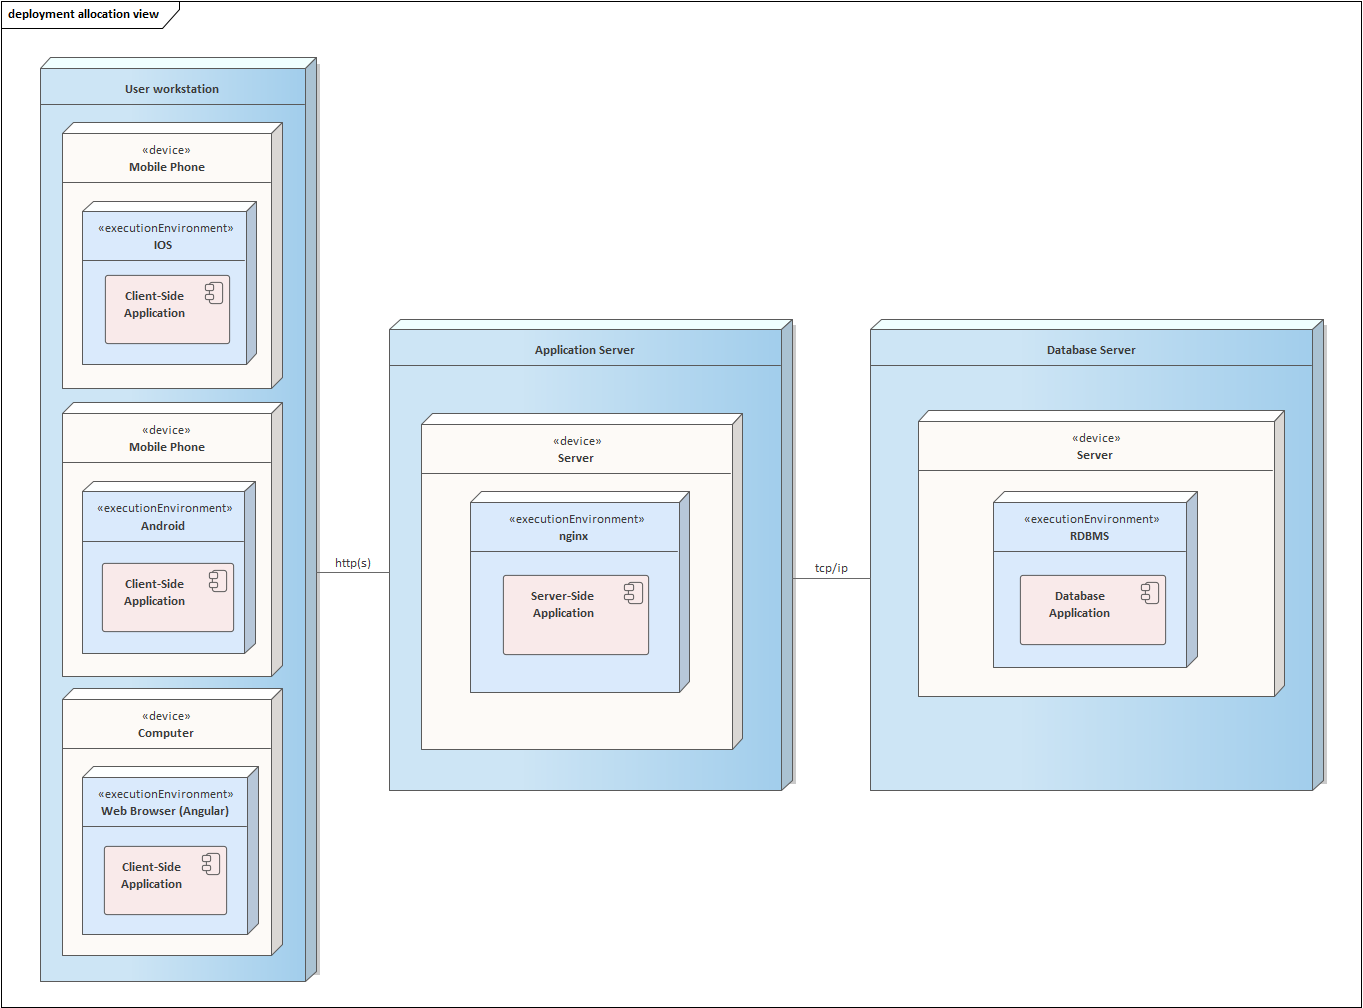 deployment allocation view
User workstation
«device»
Mobile Phone
«executionEnvironment»
IOS
Client-Side
Application
«device»
Mobile Phone
«executionEnvironment»
Android
Client-Side
Application
«device»
Computer
«executionEnvironment»
Web Browser (Angular)
Client-Side
Application
http(s)
Application Server
«device»
Server
«executionEnvironment»
nginx
Server-Side
Application
tcp/ip
Database Server
«device»
Server
«executionEnvironment»
RDBMS
Database
Application